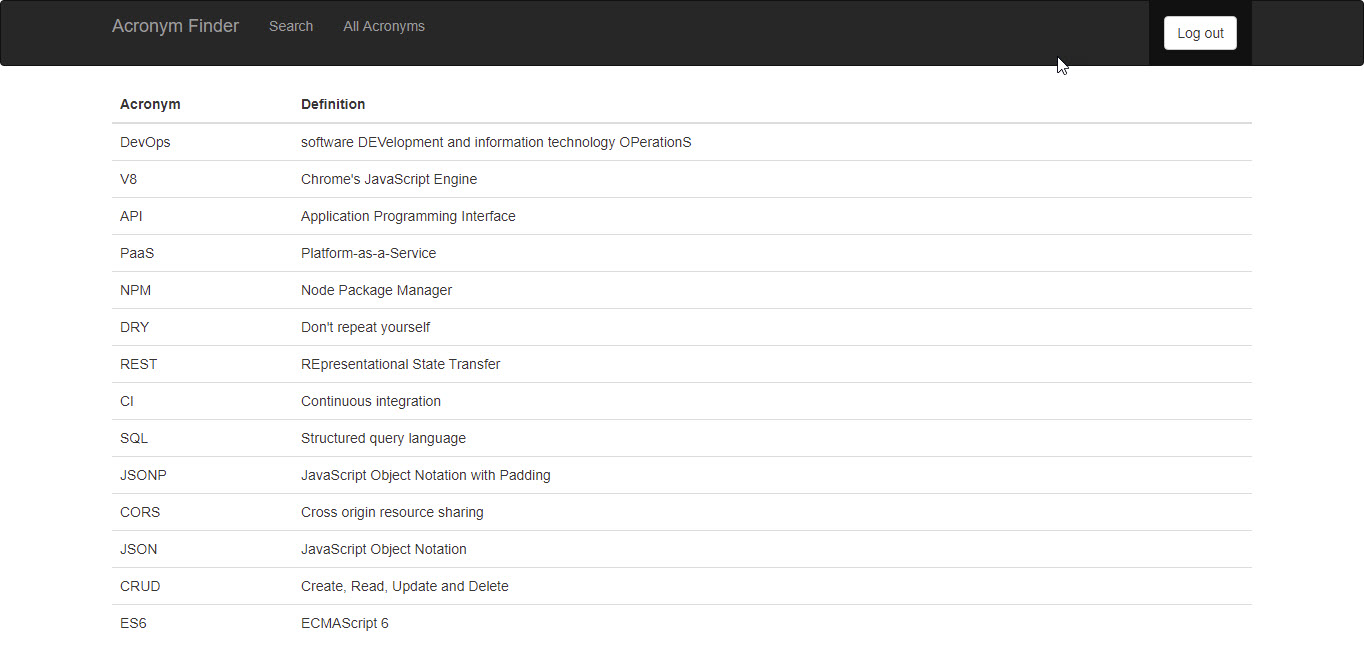 Acronym Finder Search All Acronyms Log out
Acronym Definition
DevOps software DEVelopment and information technology OPerationS
V8 Chrome's JavaScript Engine
API Application Programming Interface
PaaS Platform-as-a-Service
NPM Node Package Manager
DRY Don't repeat yourself
REST REpresentational State Transfer
CI Continuous integration
SQL Structured query language
JSONP JavaScript Object Notation with Padding
CORS Cross origin resource sharing
JSON JavaScript Object Notation
CRUD Create, Read, Update and Delete
ES6 ECMAScript 6